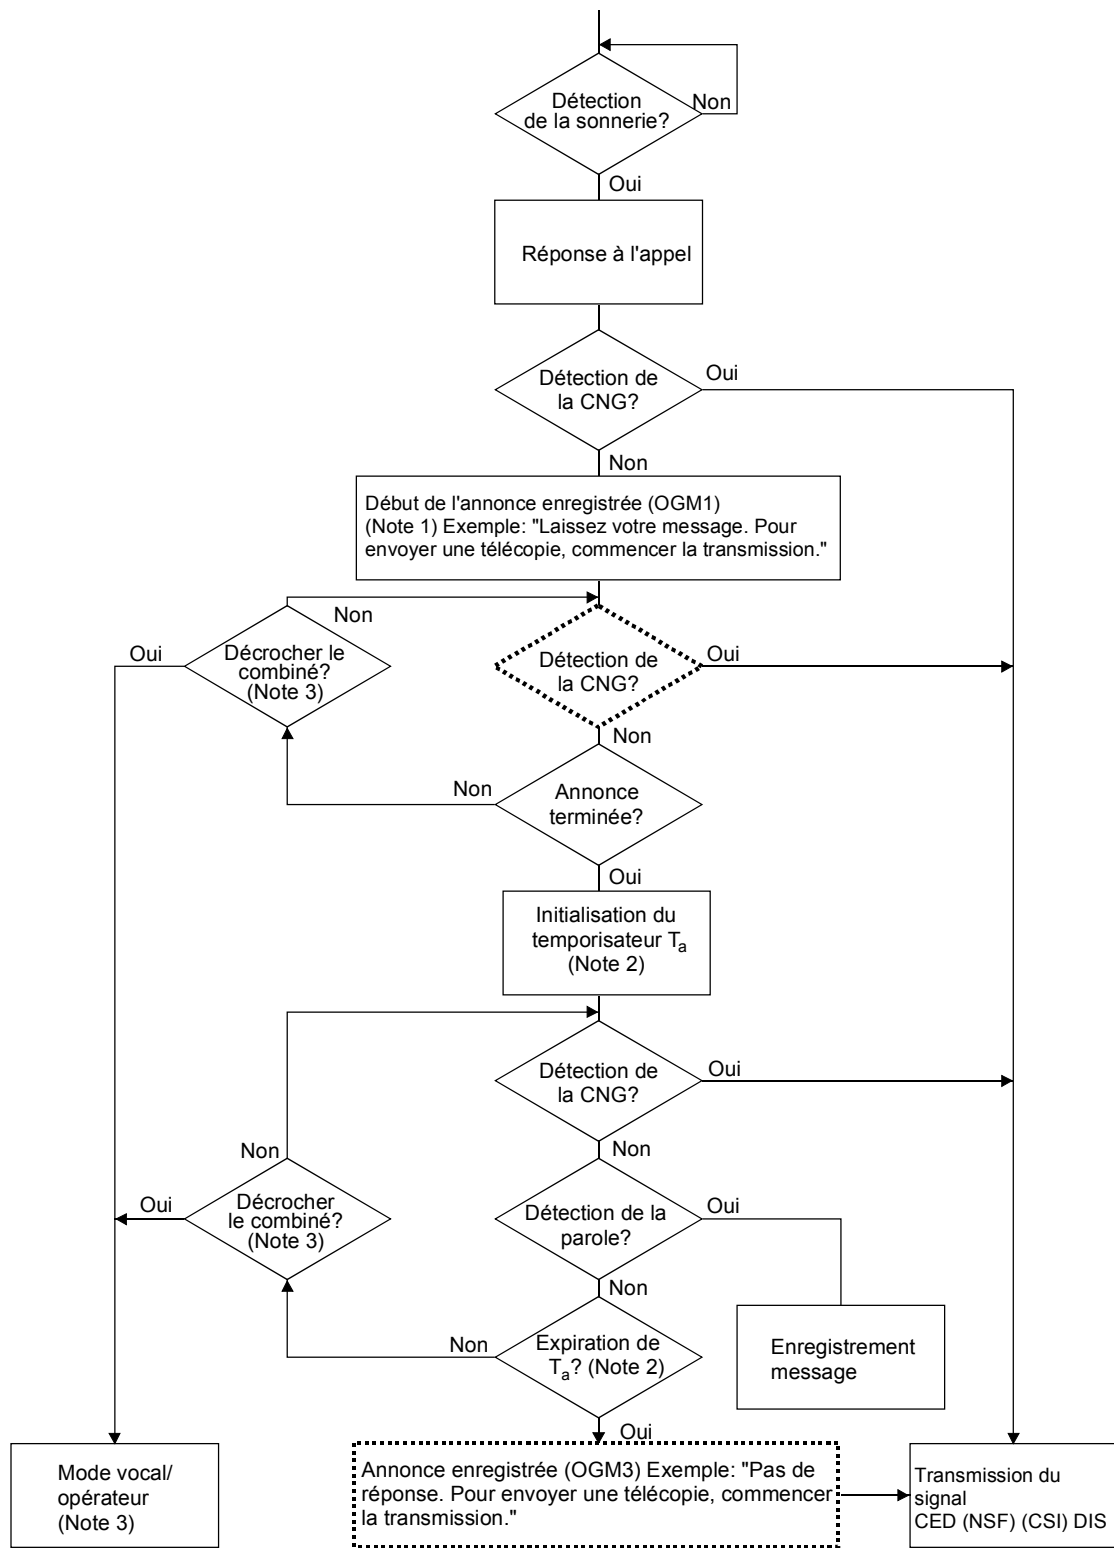 Détection
de la sonnerie?
Non
Oui
Réponse à l'appel
Détection de
la CNG?
Oui
Non
Début de l'annonce enregistrée (OGM1)
(Note 1) Exemple: "Laissez votre message. Pour
envoyer une télécopie, commencer la transmission."
Non
Oui
Décrocher le
combiné?
(Note 3)
Détection de
la CNG?
Oui
Non
Non
Annonce
terminée?
Oui
Initialisation du
temporisateur Ta
(Note 2)
Détection de
la CNG?
Oui
Non
Non
Oui
Décrocher
le combiné?
(Note 3)
Détection de la
parole?
Oui
Non
Non
Expiration de
Ta? (Note 2)
Enregistrement
message
Oui
Mode vocal/
opérateur
(Note 3)
Annonce enregistrée (OGM3) Exemple: "Pas de
réponse. Pour envoyer une télécopie, commencer
la transmission."
Transmission du
signal
CED (NSF) (CSI) DIS